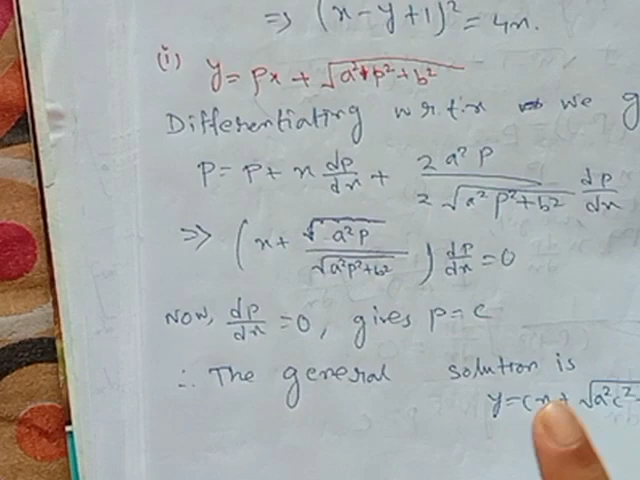 ⇒ (x-y+1)² = 4x.
(i) y = px + √a²p²+b²
Differentiating w.r.t.x we g
p = p + x dp/dx + 2a²p / 2√a²p²+b² dp/dx
⇒ (x + a²p / √a²p²+b²) dp/dx = 0
Now, dp/dx = 0, gives p = c
∴ The general solution is
y = cx + √a²c²